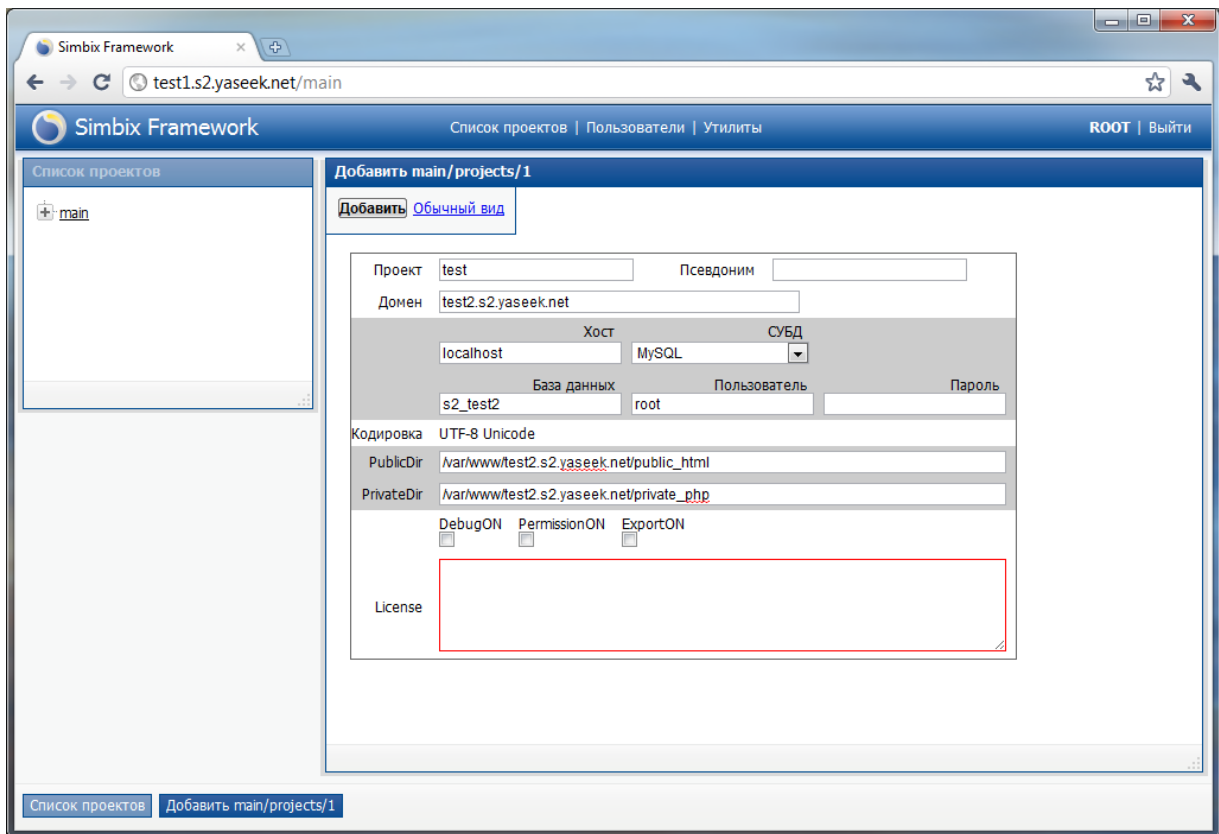 Simbix Framework
test1.s2.yaseek.net/main
Simbix Framework
Список проектов | Пользователи | Утилиты
ROOT | Выйти
Список проектов
main
Добавить main/projects/1
Добавить Обычный вид
Проект test Псевдоним
Домен test2.s2.yaseek.net
Хост СУБД
localhost MySQL
База данных Пользователь Пароль
s2_test2 root
Кодировка UTF-8 Unicode
PublicDir /var/www/test2.s2.yaseek.net/public_html
PrivateDir /var/www/test2.s2.yaseek.net/private_php
DebugON PermissionON ExportON
License
Список проектов Добавить main/projects/1